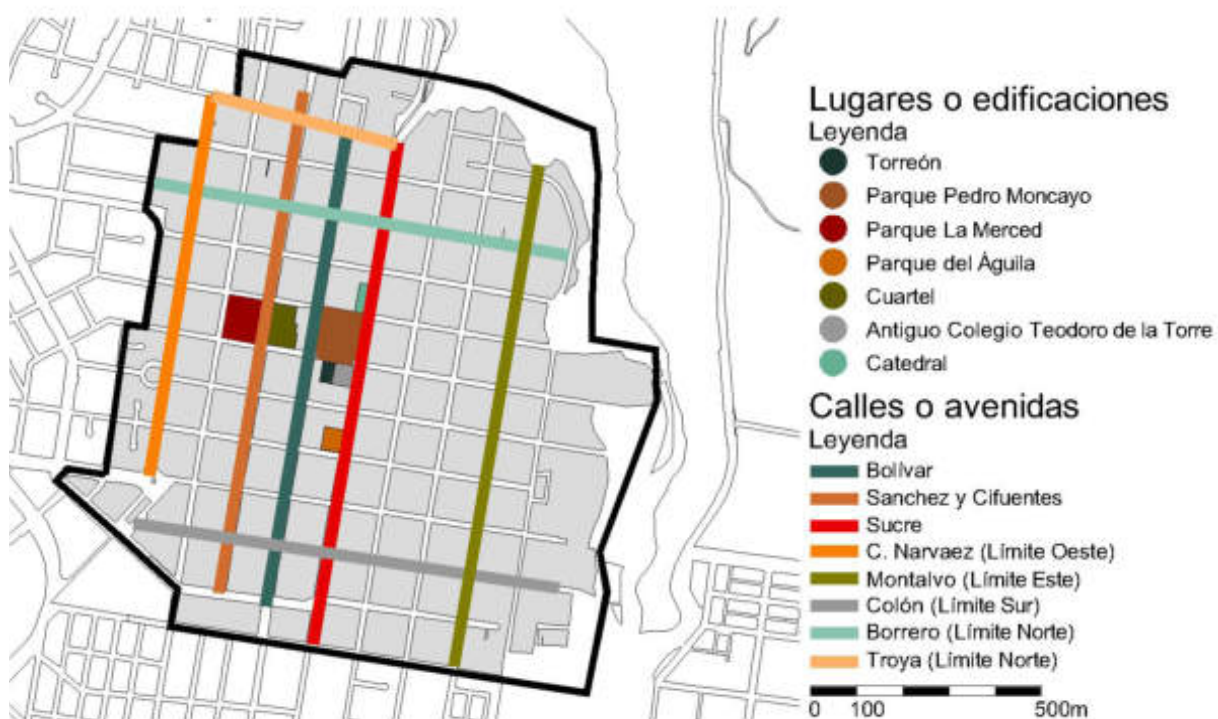 Lugares o edificaciones
Leyenda
Torreón
Parque Pedro Moncayo
Parque La Merced
Parque del Águila
Cuartel
Antiguo Colegio Teodoro de la Torre
Catedral
Calles o avenidas
Leyenda
Bolívar
Sanchez y Cifuentes
Sucre
C. Narvaez (Límite Oeste)
Montalvo (Límite Este)
Colón (Límite Sur)
Borrero (Límite Norte)
Troya (Límite Norte)
0 100 500m